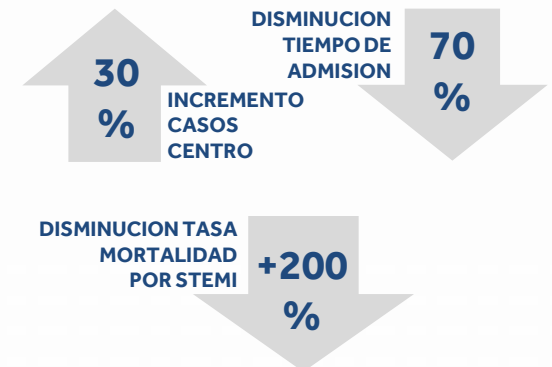 30
%
INCREMENTO
CASOS
CENTRO
DISMINUCION
TIEMPO DE
ADMISION
70
%
DISMINUCION TASA
MORTALIDAD
POR STEMI
+200
%